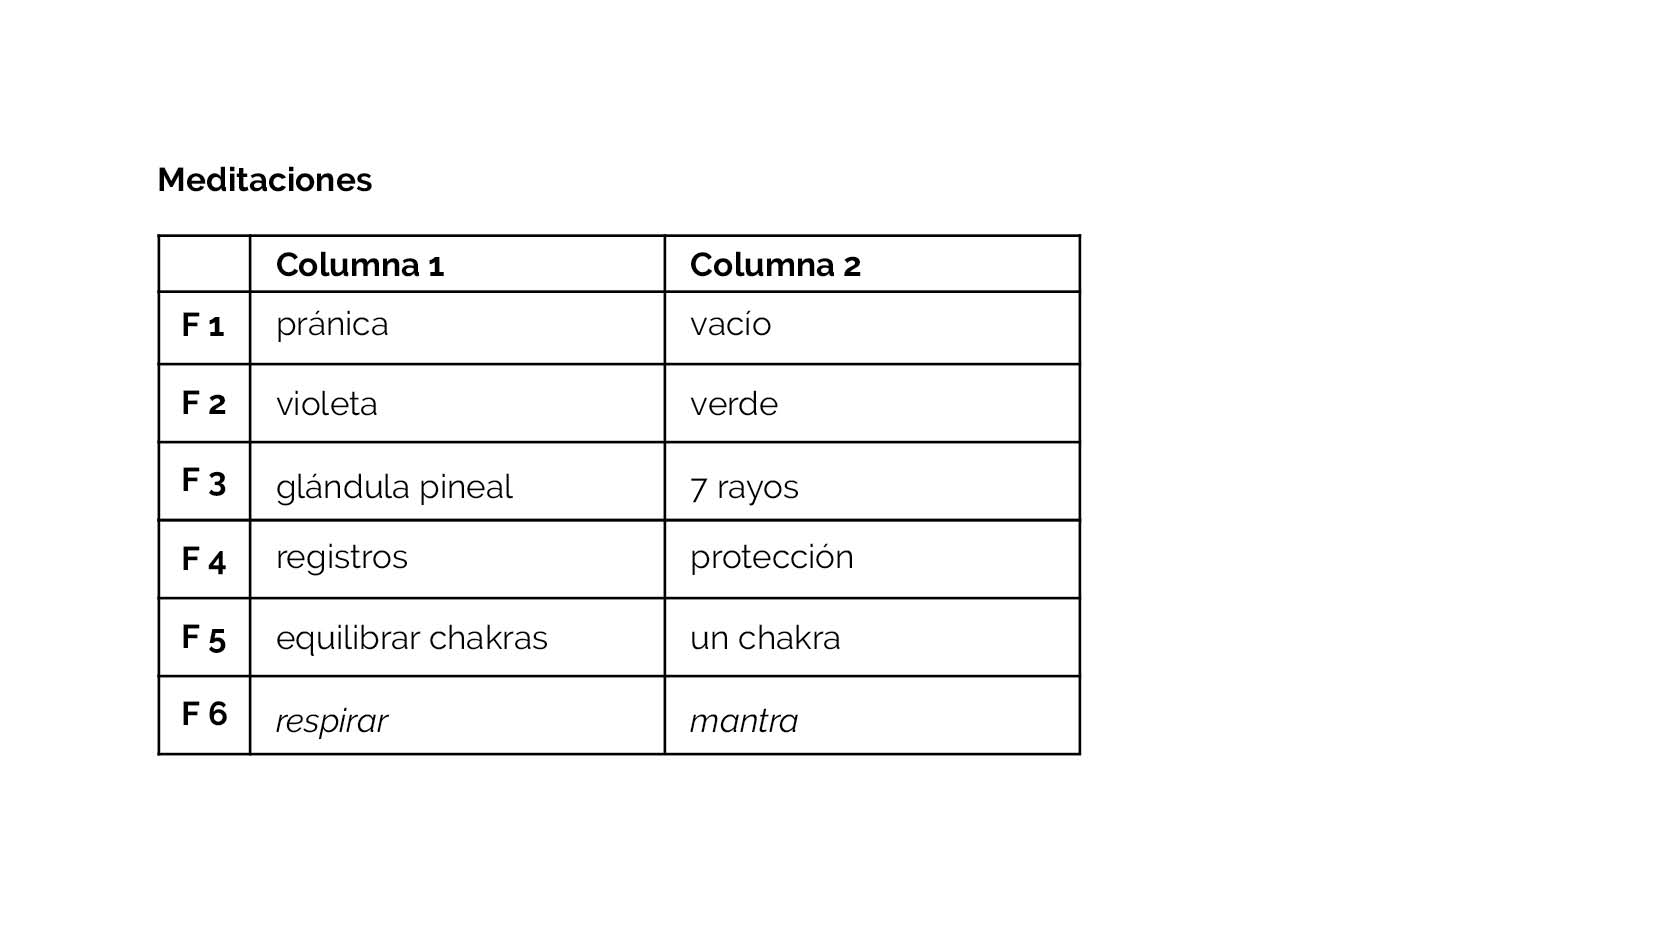 Meditaciones
Columna 1 Columna 2
F 1 pránica vacío
F 2 violeta verde
F 3 glándula pineal 7 rayos
F 4 registros protección
F 5 equilibrar chakras un chakra
F 6 respirar mantra